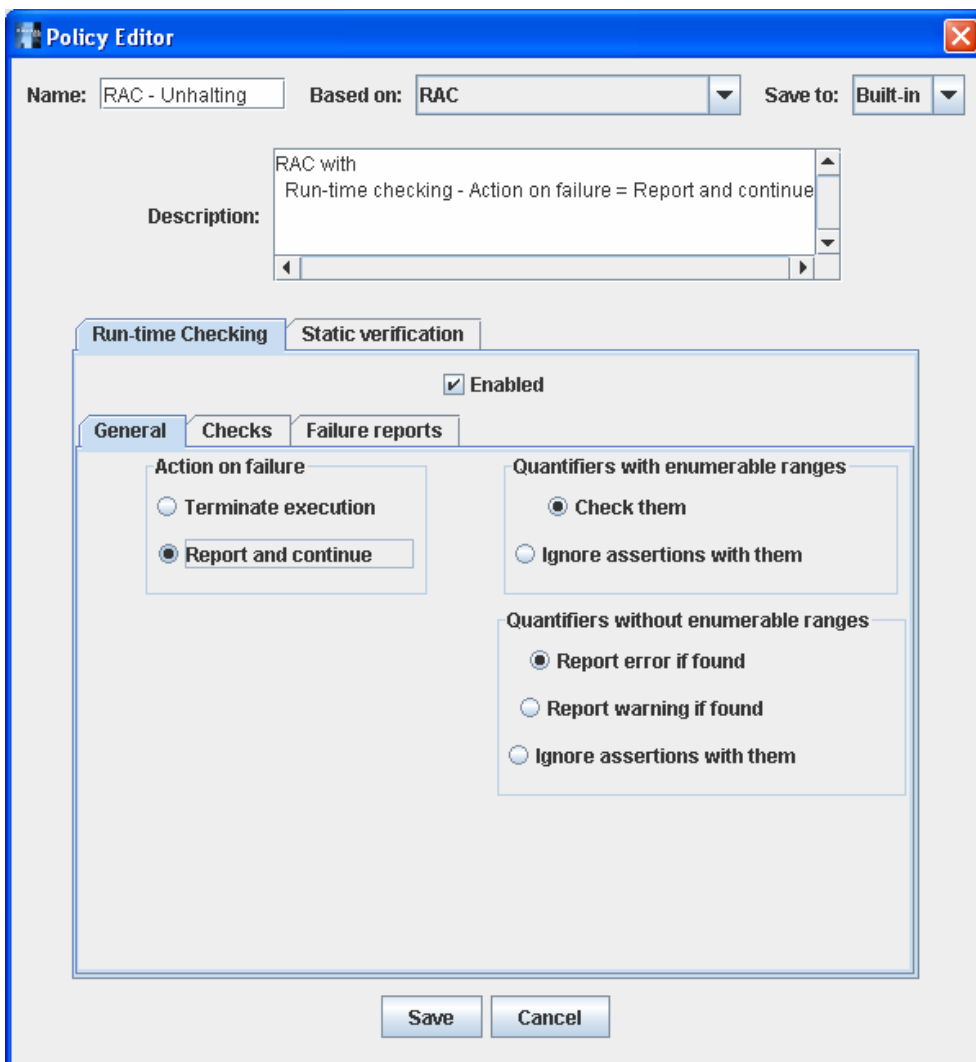 Policy Editor
Name: RAC - Unhalting Based on: RAC Save to: Built-in
Description:
RAC with
Run-time checking - Action on failure = Report and continue
Run-time Checking Static verification
Enabled
General Checks Failure reports
Action on failure
Terminate execution
Report and continue
Quantifiers with enumerable ranges
Check them
Ignore assertions with them
Quantifiers without enumerable ranges
Report error if found
Report warning if found
Ignore assertions with them
Save Cancel